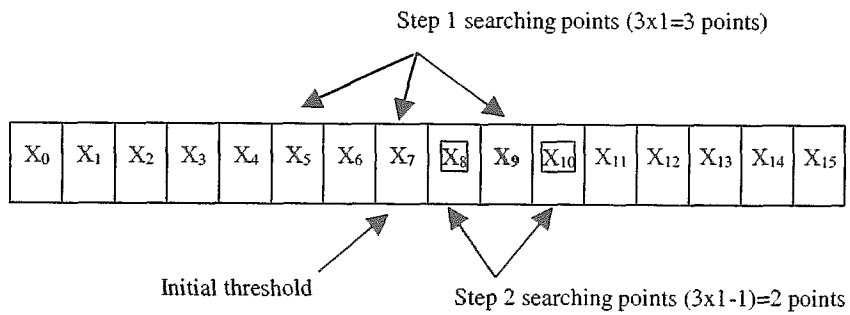 Step 1 searching points (3x1=3 points)
X₀ X₁ X₂ X₃ X₄ X₅ X₆ X₇ X₈ X₉ X₁₀ X₁₁ X₁₂ X₁₃ X₁₄ X₁₅
Initial threshold
Step 2 searching points (3x1-1)=2 points